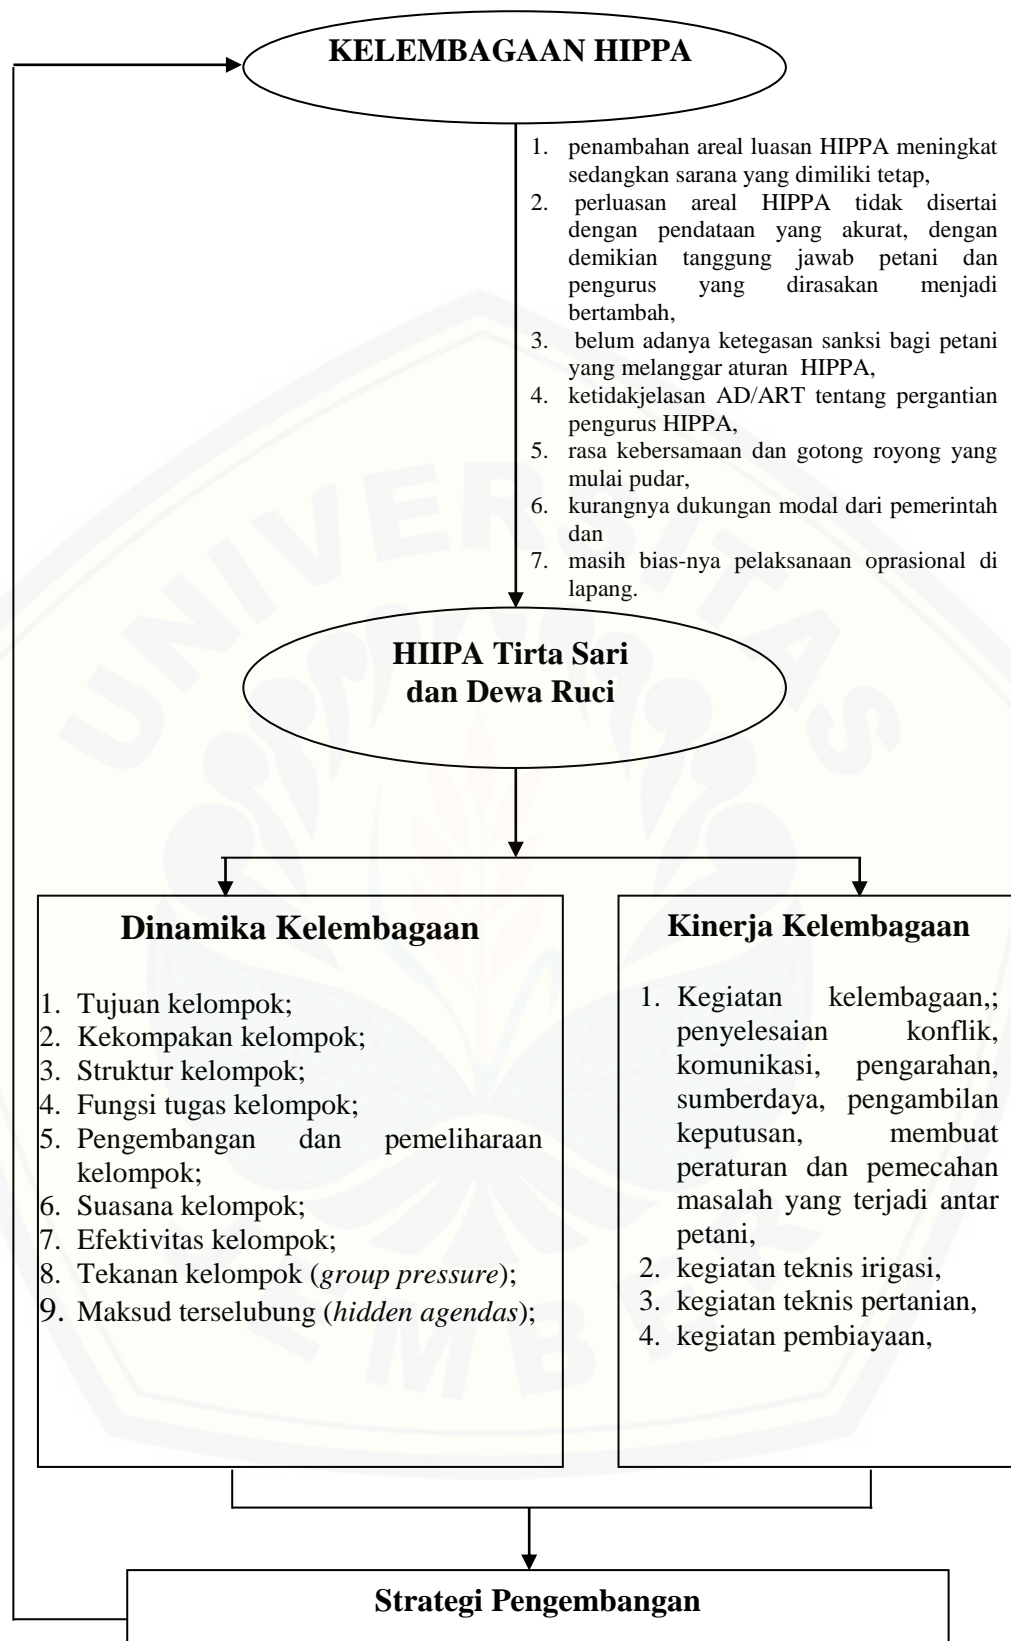 KELEMBAGAAN HIPPA
1. penambahan areal luasan HIPPA meningkat
sedangkan sarana yang dimiliki tetap,
2. perluasan areal HIPPA tidak disertai
dengan pendataan yang akurat, dengan
demikian tanggung jawab petani dan
pengurus yang dirasakan menjadi
bertambah,
3. belum adanya ketegasan sanksi bagi petani
yang melanggar aturan HIPPA,
4. ketidakjelasan AD/ART tentang pergantian
pengurus HIPPA,
5. rasa kebersamaan dan gotong royong yang
mulai pudar,
6. kurangnya dukungan modal dari pemerintah
dan
7. masih bias-nya pelaksanaan oprasional di
lapang.
HIIPA Tirta Sari
dan Dewa Ruci
Dinamika Kelembagaan
1. Tujuan kelompok;
2. Kekompakan kelompok;
3. Struktur kelompok;
4. Fungsi tugas kelompok;
5. Pengembangan dan pemeliharaan
kelompok;
6. Suasana kelompok;
7. Efektivitas kelompok;
8. Tekanan kelompok (group pressure);
9. Maksud terselubung (hidden agendas);
Kinerja Kelembagaan
1. Kegiatan kelembagaan,;
penyelesaian konflik,
komunikasi, pengarahan,
sumberdaya, pengambilan
keputusan, membuat
peraturan dan pemecahan
masalah yang terjadi antar
petani,
2. kegiatan teknis irigasi,
3. kegiatan teknis pertanian,
4. kegiatan pembiayaan,
Strategi Pengembangan
UNIVERSITAS
JEMBER